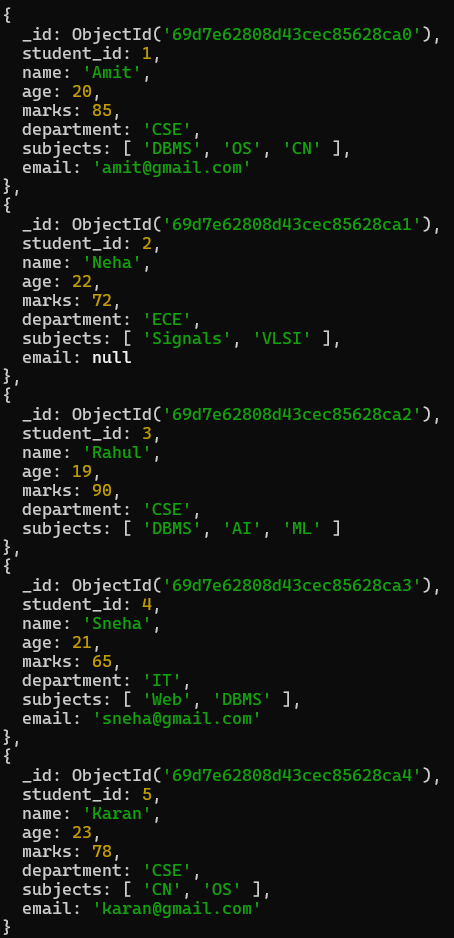 {
  _id: ObjectId('69d7e62808d43cec85628ca0'),
  student_id: 1,
  name: 'Amit',
  age: 20,
  marks: 85,
  department: 'CSE',
  subjects: [ 'DBMS', 'OS', 'CN' ],
  email: 'amit@gmail.com'
},
{
  _id: ObjectId('69d7e62808d43cec85628ca1'),
  student_id: 2,
  name: 'Neha',
  age: 22,
  marks: 72,
  department: 'ECE',
  subjects: [ 'Signals', 'VLSI' ],
  email: null
},
{
  _id: ObjectId('69d7e62808d43cec85628ca2'),
  student_id: 3,
  name: 'Rahul',
  age: 19,
  marks: 90,
  department: 'CSE',
  subjects: [ 'DBMS', 'AI', 'ML' ]
},
{
  _id: ObjectId('69d7e62808d43cec85628ca3'),
  student_id: 4,
  name: 'Sneha',
  age: 21,
  marks: 65,
  department: 'IT',
  subjects: [ 'Web', 'DBMS' ],
  email: 'sneha@gmail.com'
},
{
  _id: ObjectId('69d7e62808d43cec85628ca4'),
  student_id: 5,
  name: 'Karan',
  age: 23,
  marks: 78,
  department: 'CSE',
  subjects: [ 'CN', 'OS' ],
  email: 'karan@gmail.com'
}